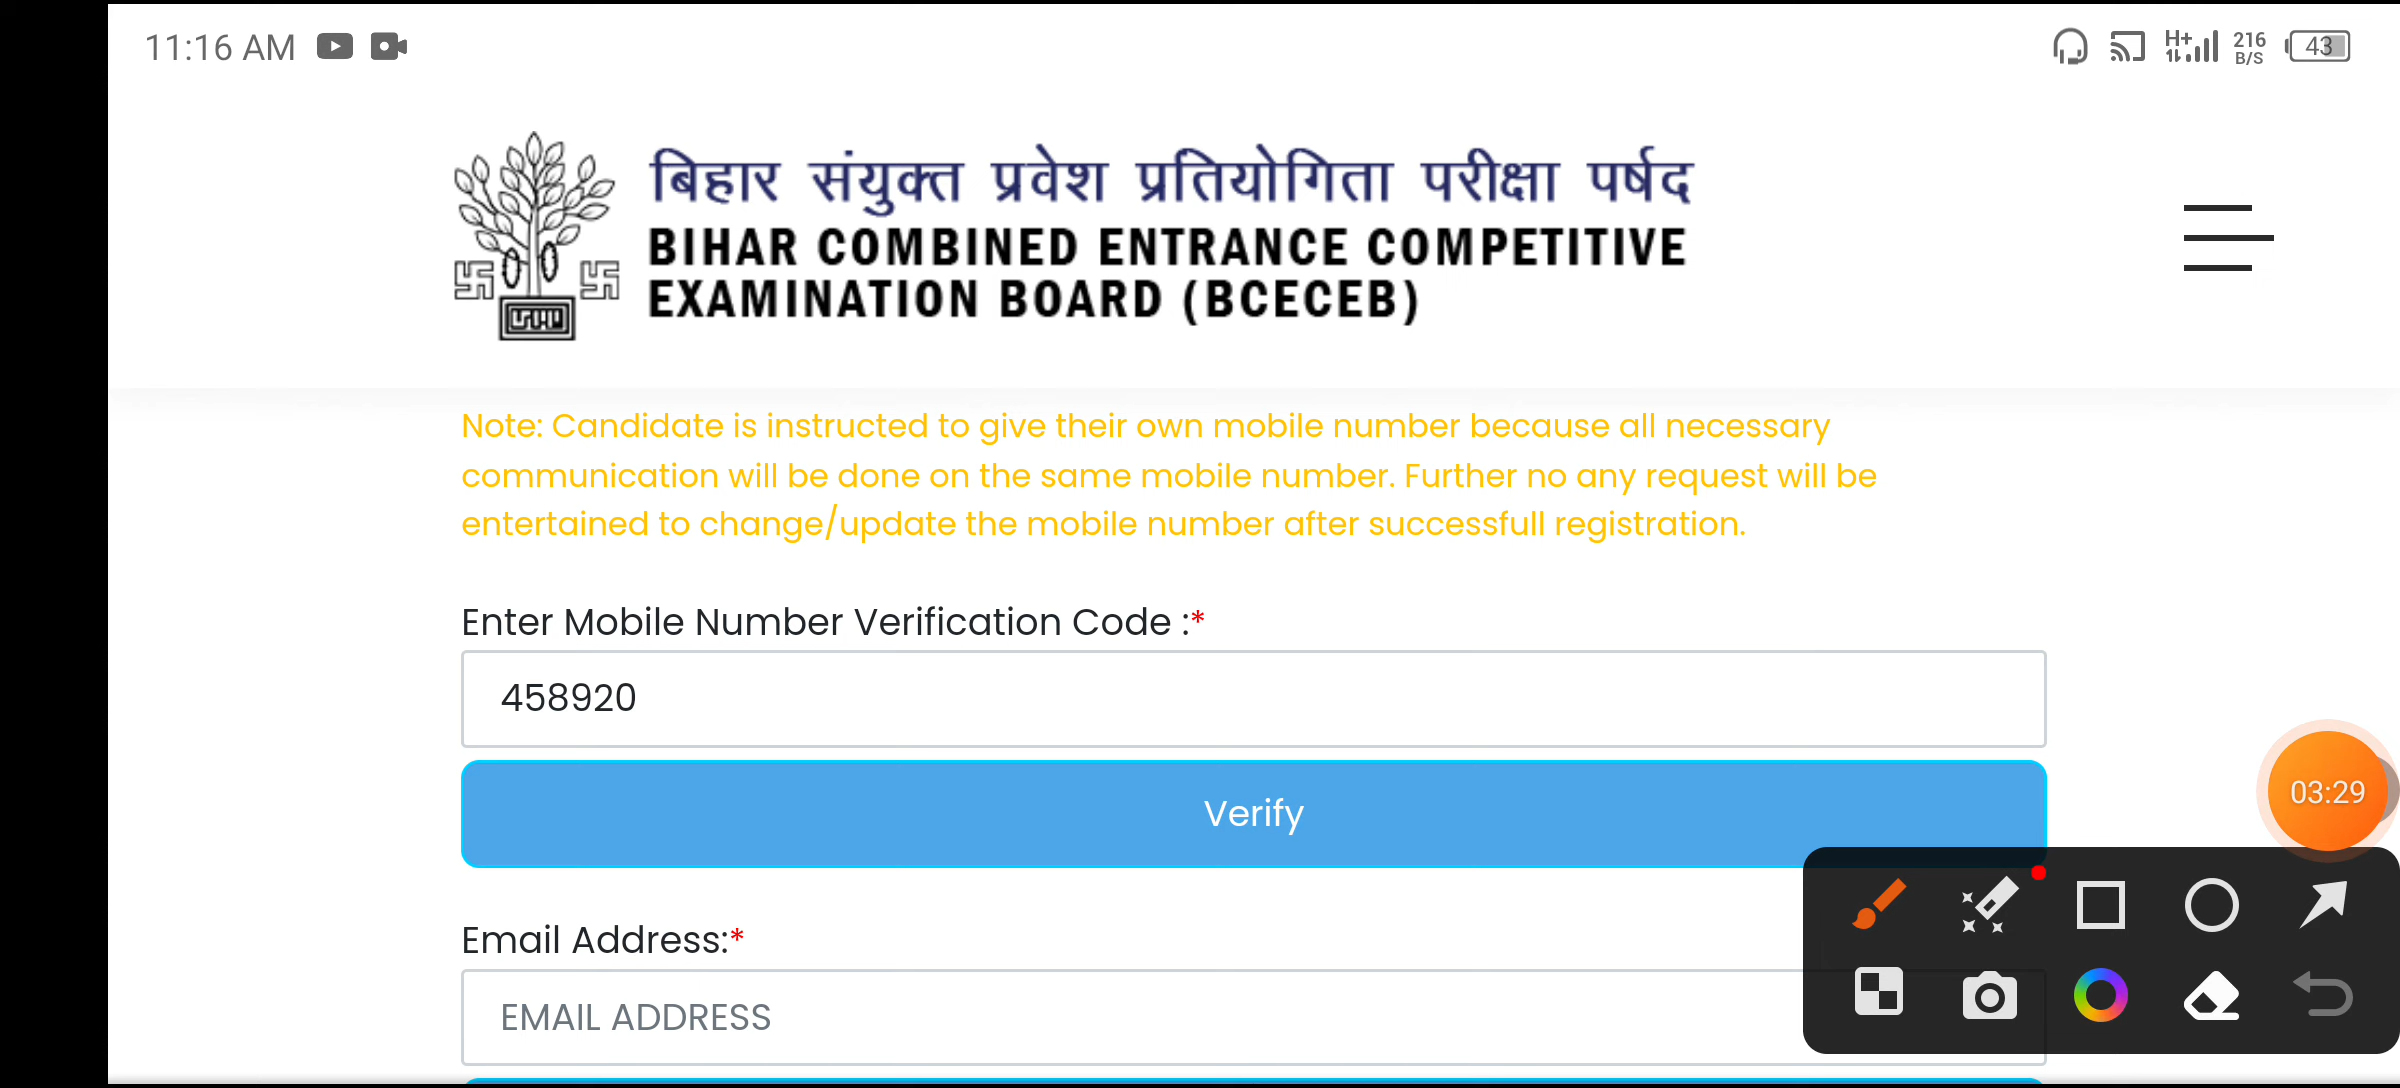 11:16 AM
H+
216
B/S
43
बिहार संयुक्त प्रवेश प्रतियोगिता परीक्षा पर्षद
BIHAR COMBINED ENTRANCE COMPETITIVE
EXAMINATION BOARD (BCECEB)
Note: Candidate is instructed to give their own mobile number because all necessary
communication will be done on the same mobile number. Further no any request will be
entertained to change/update the mobile number after successfull registration.
Enter Mobile Number Verification Code :*
458920
Verify
03:29
Email Address:*
EMAIL ADDRESS